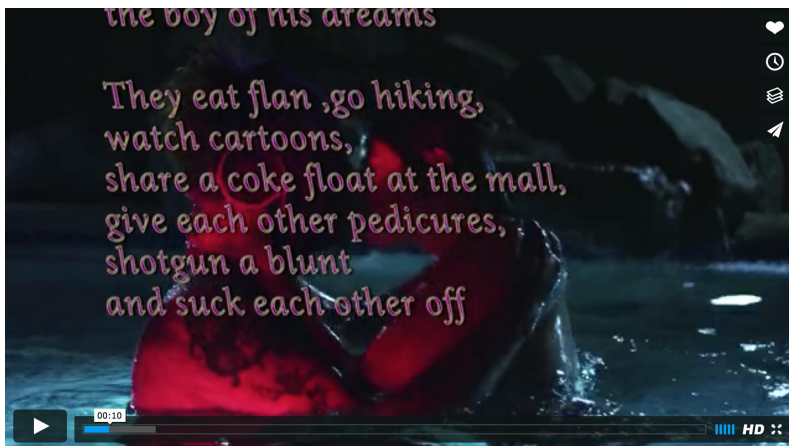 the boy of his dreams
They eat flan ,go hiking,
watch cartoons,
share a coke float at the mall,
give each other pedicures,
shotgun a blunt
and suck each other off
00:10
HD